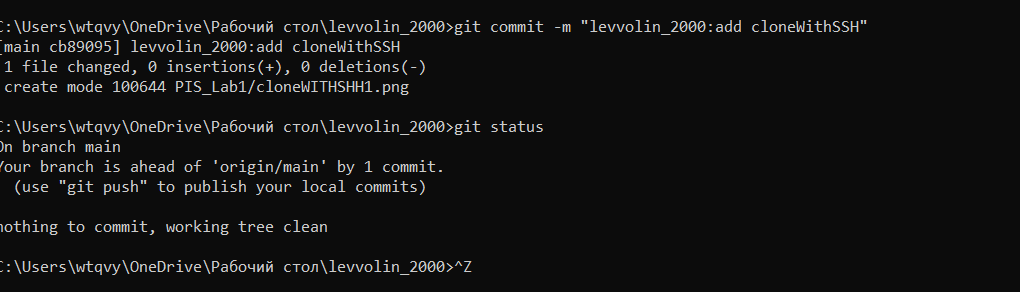 C:\Users\wtqvy\OneDrive\Рабочий стол\levvolin_2000>git commit -m "levvolin_2000:add cloneWithSSH"
[main cb89095] levvolin_2000:add cloneWithSSH
1 file changed, 0 insertions(+), 0 deletions(-)
create mode 100644 PIS_Lab1/cloneWITHSHH1.png
C:\Users\wtqvy\OneDrive\Рабочий стол\levvolin_2000>git status
On branch main
Your branch is ahead of 'origin/main' by 1 commit.
(use "git push" to publish your local commits)
nothing to commit, working tree clean
C:\Users\wtqvy\OneDrive\Рабочий стол\levvolin_2000>^Z